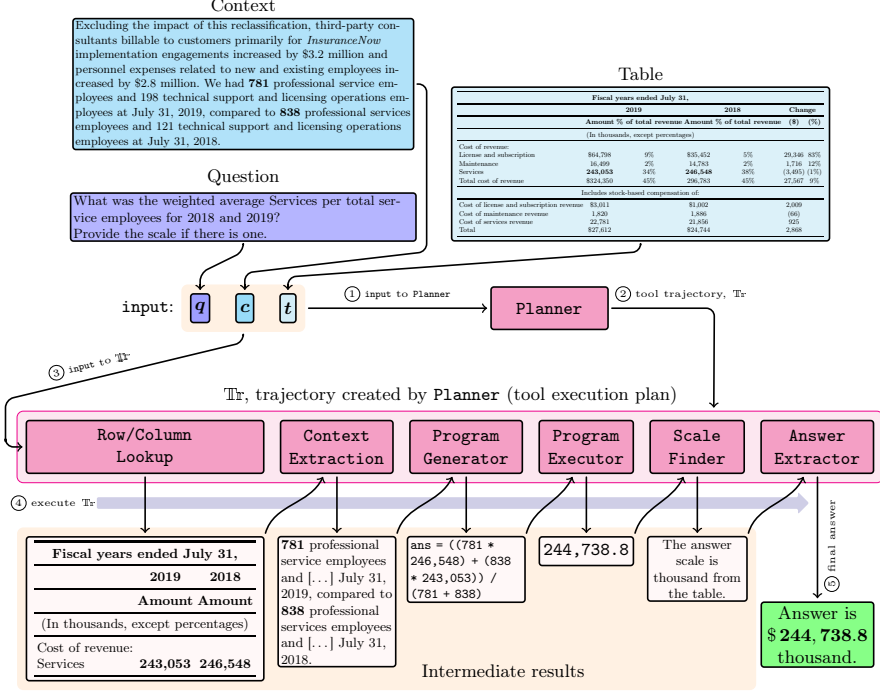 Context
Excluding the impact of this reclassification, third-party con-
sultants billable to customers primarily for InsuranceNow
implementation engagements increased by $3.2 million and
personnel expenses related to new and existing employees in-
creased by $2.8 million. We had 781 professional service em-
ployees and 198 technical support and licensing operations em-
ployees at July 31, 2019, compared to 838 professional services
employees and 121 technical support and licensing operations
employees at July 31, 2018.
Table
Fiscal years ended July 31,
2019 2018 Change
Amount % of total revenue Amount % of total revenue ($) (%)
(In thousands, except percentages)
Cost of revenue:
License and subscription $64,798 9% $35,452 5% 29,346 83%
Maintenance 16,499 2% 14,783 2% 1,716 12%
Services 243,053 34% 246,548 38% (3,495) (1%)
Total cost of revenue $324,350 45% 296,783 45% 27,567 9%
Includes stock-based compensation of:
Cost of license and subscription revenue $3,011 $1,002 2,009
Cost of maintenance revenue 1,820 1,886 (66)
Cost of services revenue 22,781 21,856 925
Total $27,612 $24,744 2,868
Question
What was the weighted average Services per total ser-
vice employees for 2018 and 2019?
Provide the scale if there is one.
input: q c t
1 input to Planner
Planner
2 tool trajectory, 𝕋𝕣
3 input to 𝕋𝕣
𝕋𝕣, trajectory created by Planner (tool execution plan)
Row/Column
Lookup
Context
Extraction
Program
Generator
Program
Executor
Scale
Finder
Answer
Extractor
4 execute 𝕋𝕣
Fiscal years ended July 31,
2019 2018
Amount Amount
(In thousands, except percentages)
Cost of revenue:
Services 243,053 246,548
781 professional
service employees
and [...] July 31,
2019, compared to
838 professional
services employees
and [...] July 31,
2018.
ans = ((781 *
246,548) + (838
* 243,053)) /
(781 + 838)
244,738.8
The answer
scale is
thousand from
the table.
5 final answer
Answer is
$244,738.8
thousand.
Intermediate results